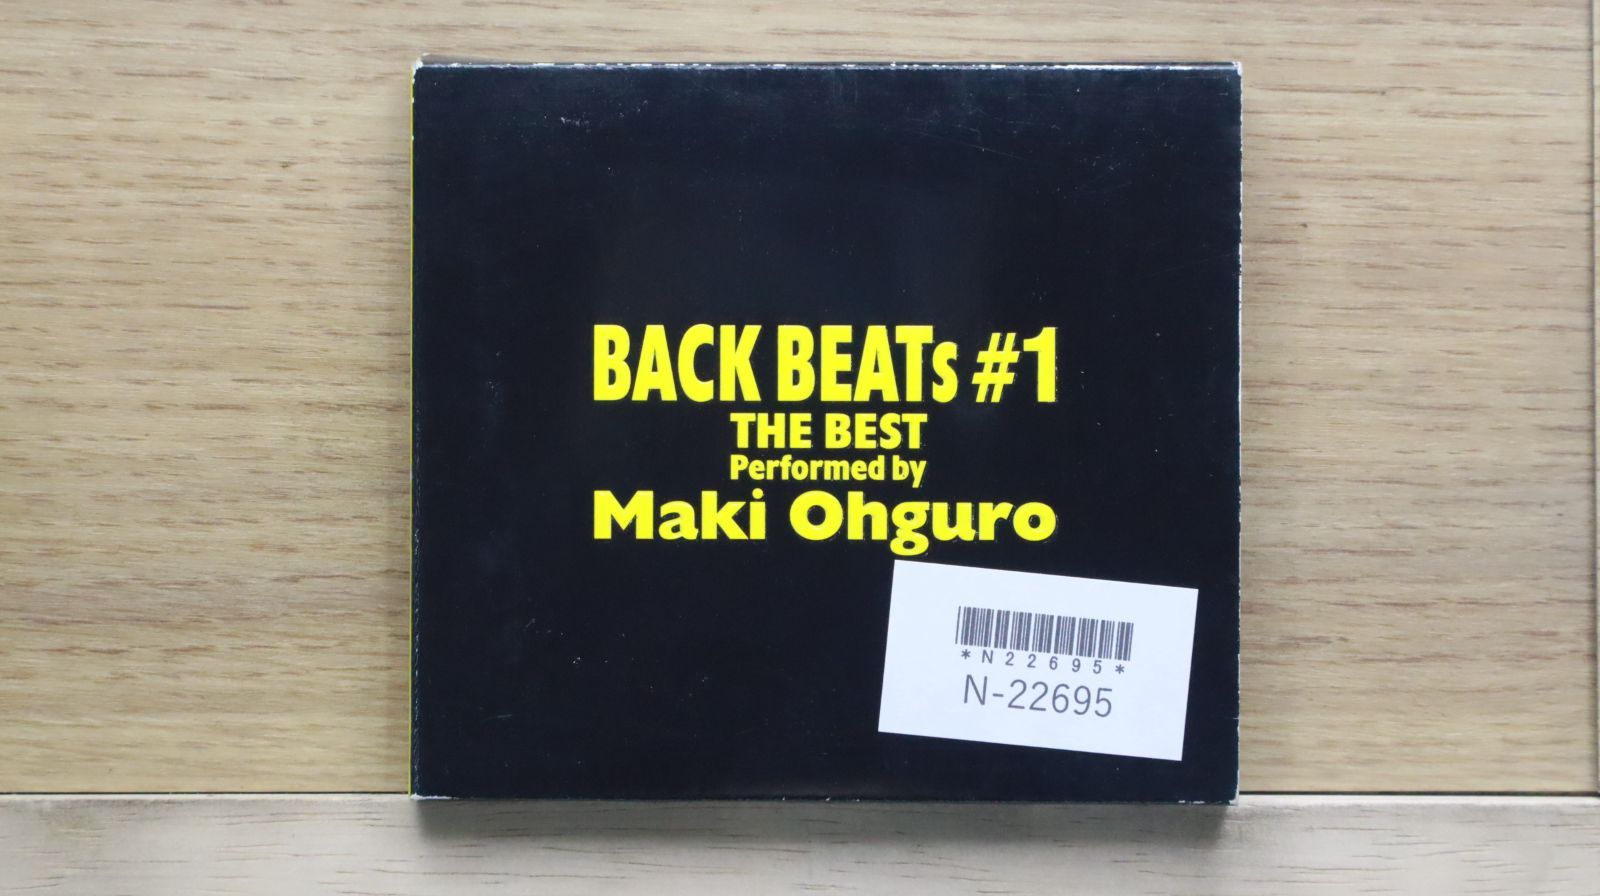 BACK BEATs #1
THE BEST
Performed by
Maki Ohguro
*N22695*
N-22695